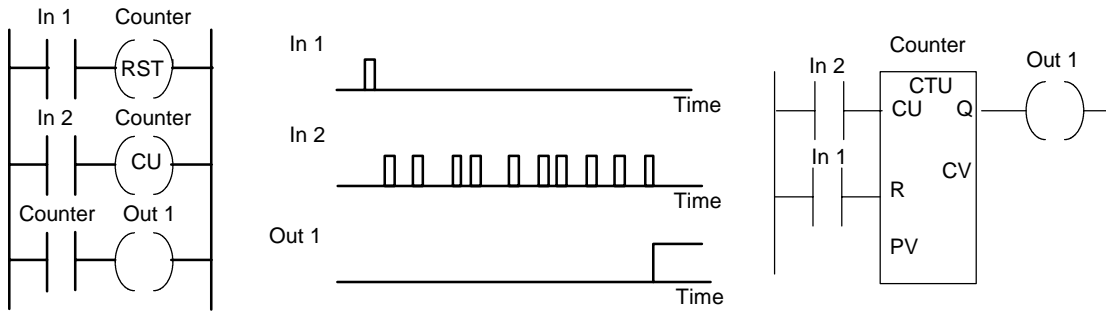 In 1 Counter
RST
In 2 Counter
CU
Counter Out 1
In 1
Time
In 2
Time
Out 1
Time
Counter
In 2 Out 1
CTU
CU Q
In 1
CV
R
PV